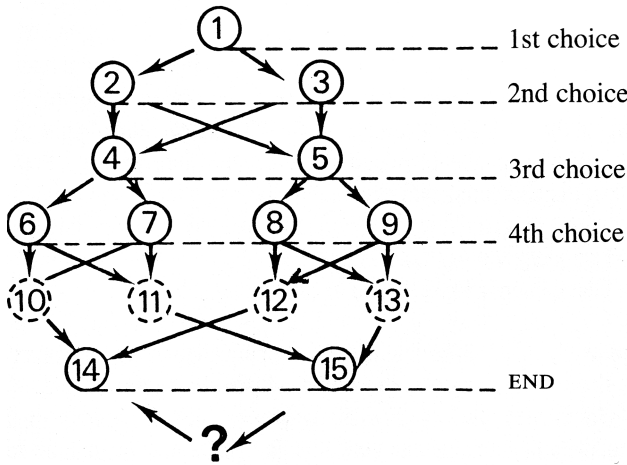 1
1st choice
2 3
2nd choice
4 5
3rd choice
6 7 8 9
4th choice
10 11 12 13
14 15
END
?